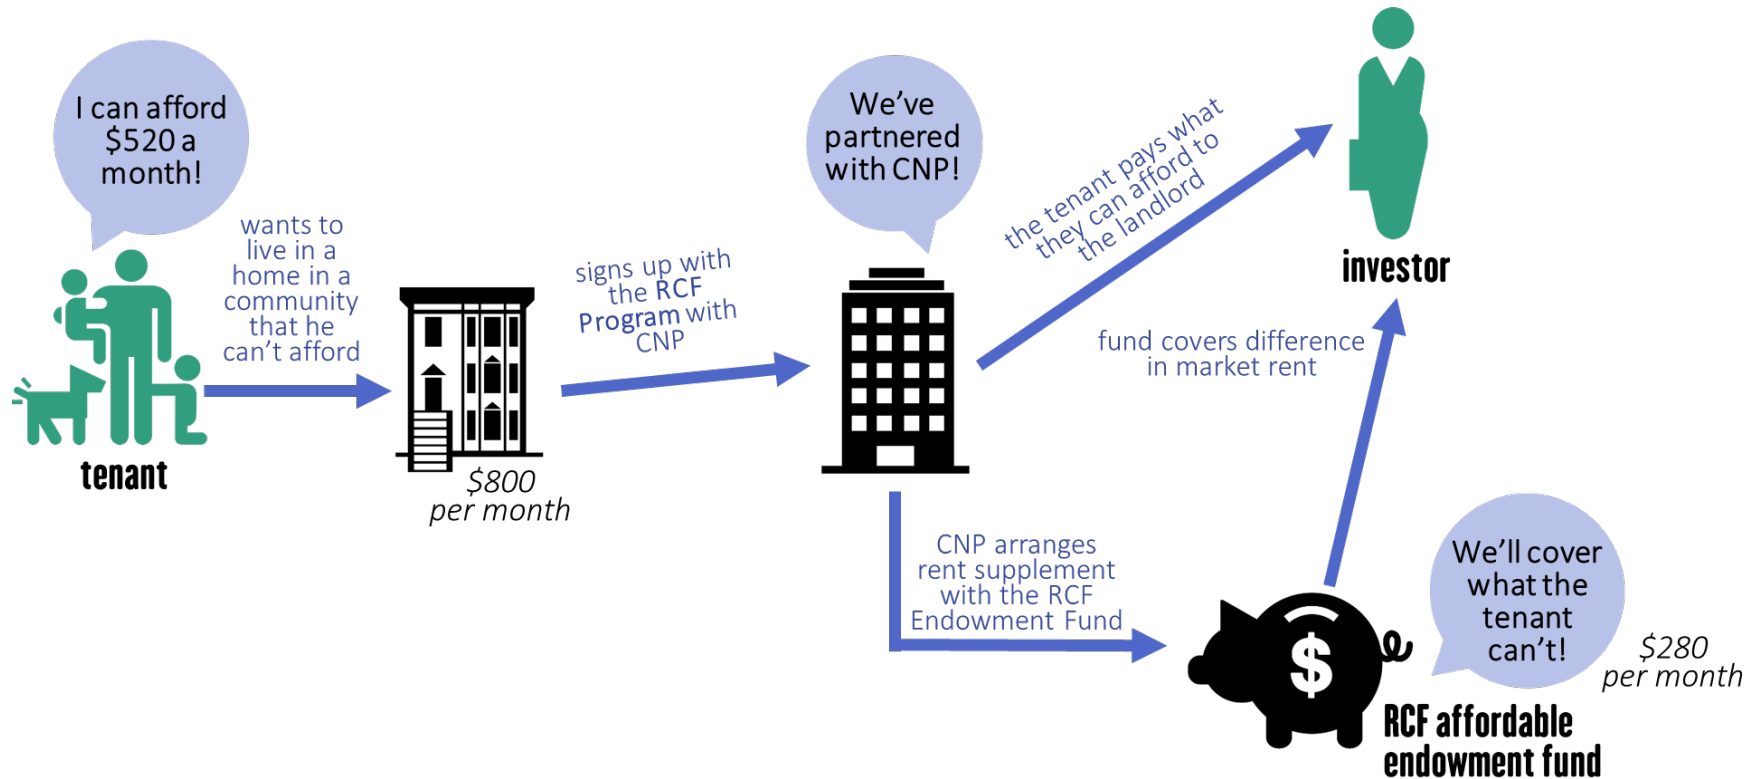 I can afford
$520 a
month!
wants to
live in a
home in a
community
that he
can't afford
tenant
$800
per month
signs up with
the RCF
Program with
CNP
We've
partnered
with CNP!
the tenant pays what
they can afford to
the landlord
investor
fund covers difference
in market rent
CNP arranges
rent supplement
with the RCF
Endowment Fund
$
We'll cover
what the
tenant
can't!
$280
per month
RCF affordable
endowment fund